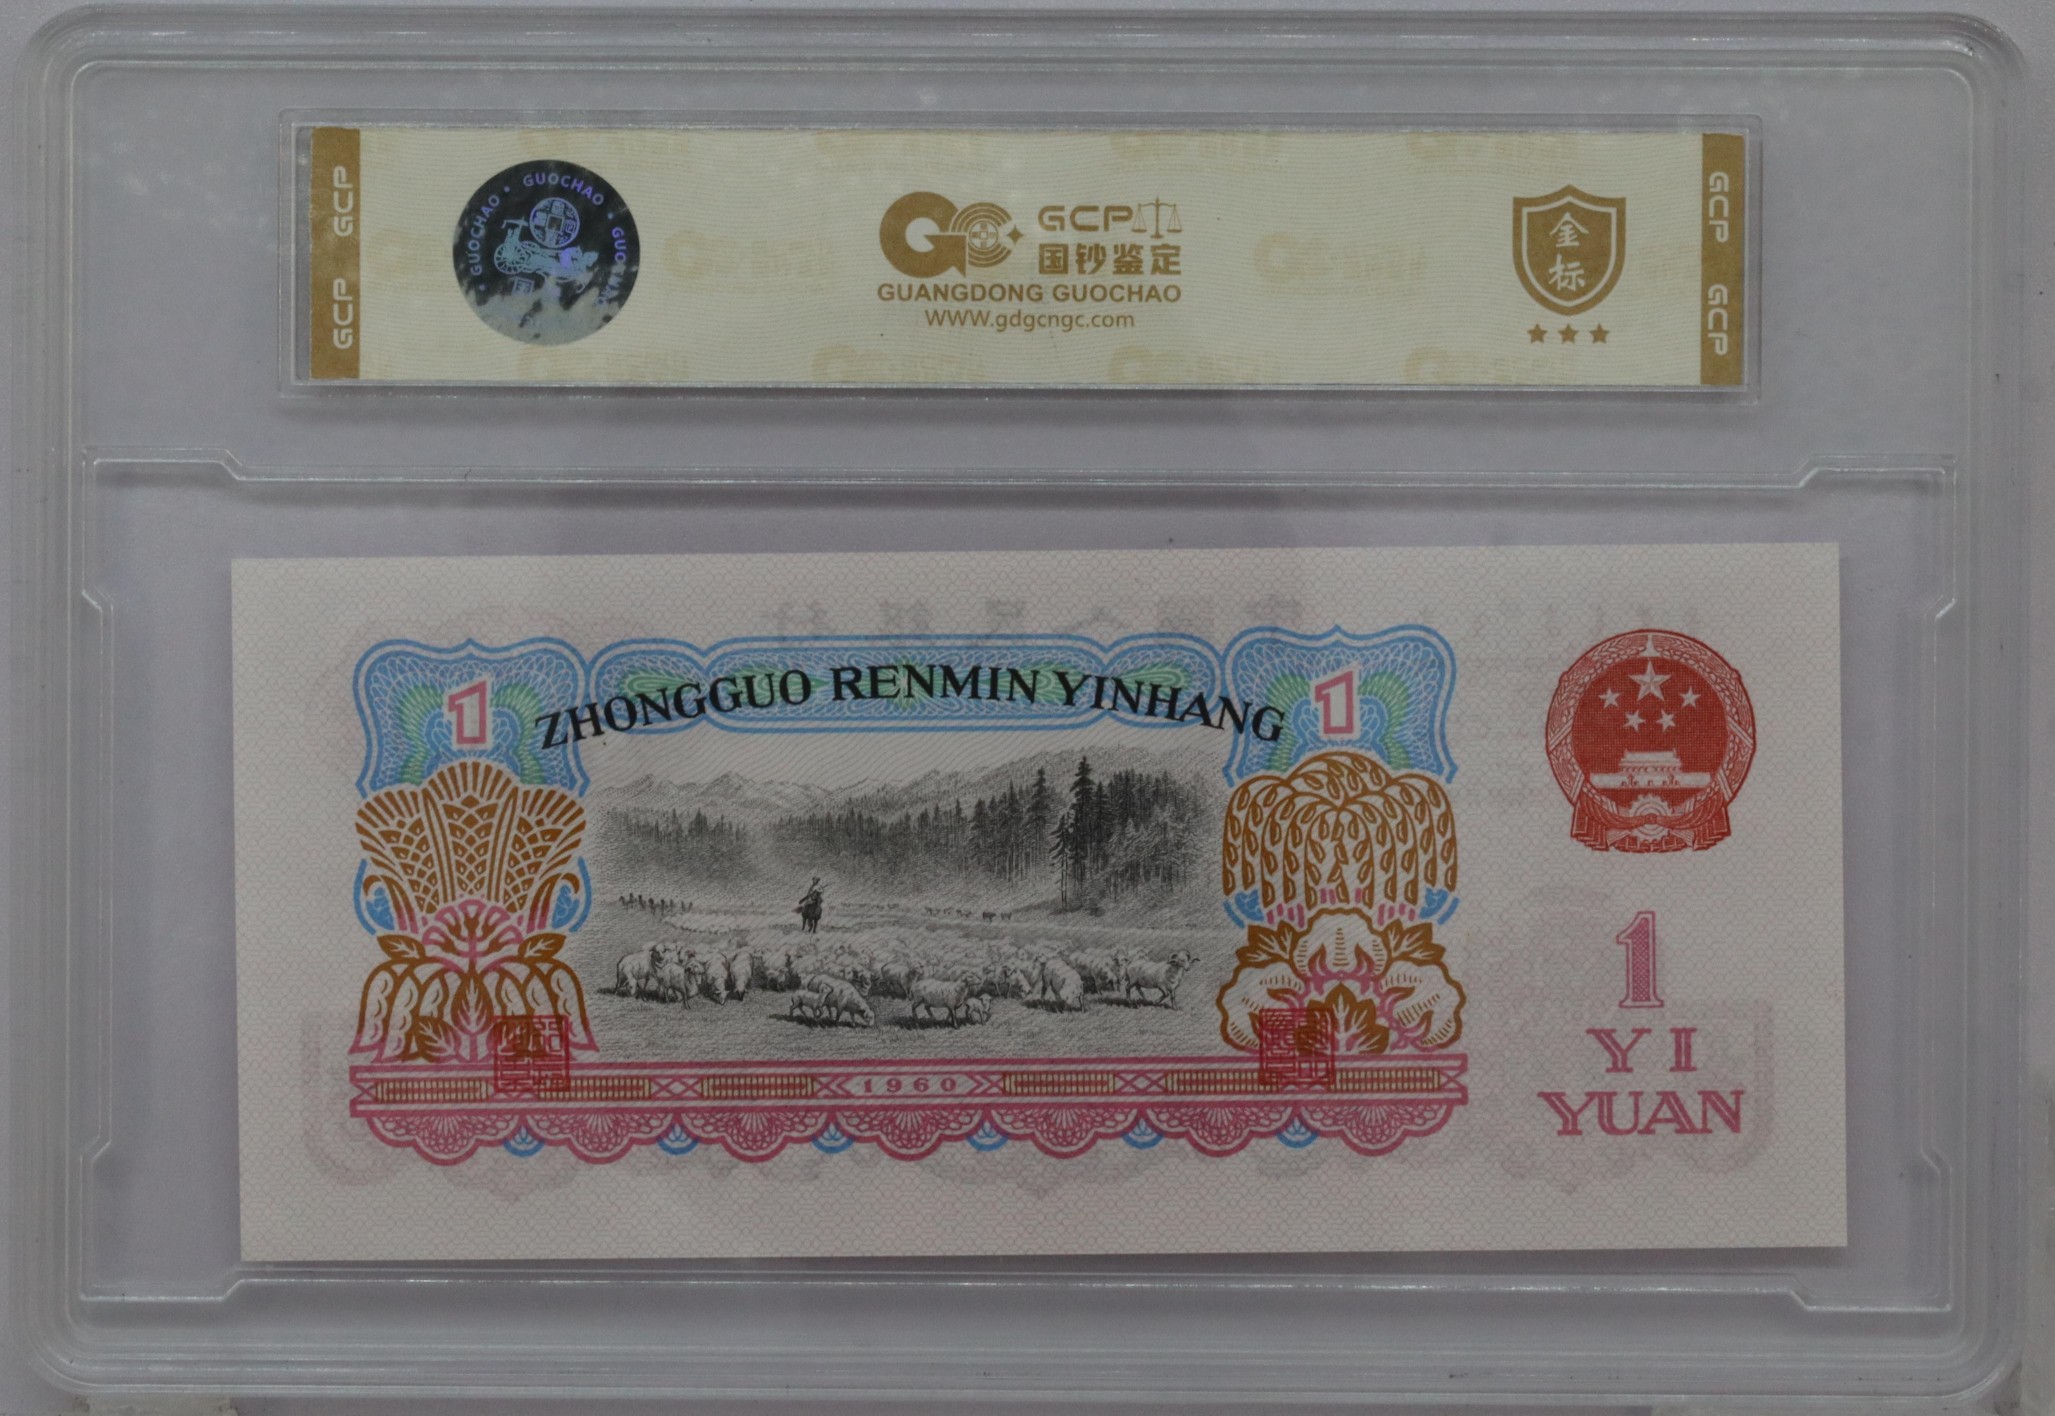 GCP GCP
GUOCHAO • GUOCHAO • GUOCHAO
GCP
国钞鉴定
GUANGDONG GUOCHAO
www.gdgcngc.com
金标
GCP GCP
1
ZHONGGUO RENMIN YINHANG
1
1960
1
YI
YUAN